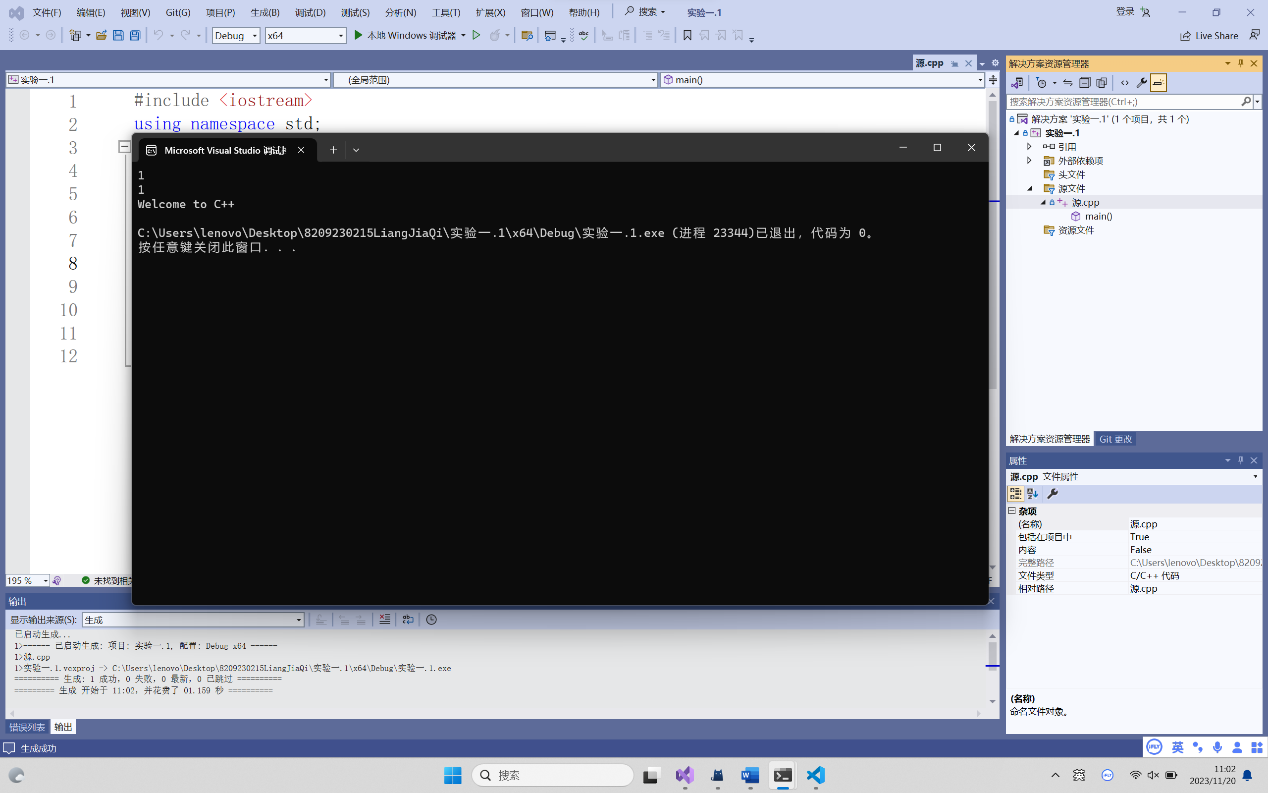 文件(F) 编辑(E) 视图(V) Git(G) 项目(P) 生成(B) 调试(D) 测试(S) 分析(N) 工具(T) 扩展(X) 窗口(W) 帮助(H) 搜索 实验一.1 登录
Debug x64 本地 Windows 调试器 Live Share
源.cpp
实验一.1 (全局范围) main()
1 #include <iostream>
2 using namespace std;
3
4
5
6
7
8
9
10
11
12
Microsoft Visual Studio 调试
1
1
Welcome to C++
C:\Users\lenovo\Desktop\8209230215LiangJiaQi\实验一.1\x64\Debug\实验一.1.exe (进程 23344)已退出，代码为 0。
按任意键关闭此窗口. . .
195 % 未找到相关
输出
显示输出来源(S): 生成
已启动生成...
1>------ 已启动生成: 项目: 实验一.1, 配置: Debug x64 ------
1>源.cpp
1>实验一.1.vcxproj -> C:\Users\lenovo\Desktop\8209230215LiangJiaQi\实验一.1\x64\Debug\实验一.1.exe
========== 生成: 1 成功，0 失败，0 最新，0 已跳过 ==========
========= 生成 开始于 11:02，并花费了 01.159 秒 ==========
错误列表 输出
生成成功
解决方案资源管理器
搜索解决方案资源管理器(Ctrl+;)
解决方案 '实验一.1' (1 个项目，共 1 个)
实验一.1
引用
外部依赖项
头文件
源文件
源.cpp
main()
资源文件
解决方案资源管理器 Git 更改
属性
源.cpp 文件属性
杂项
(名称) 源.cpp
包括在项目中 True
内容 False
完整路径 C:\Users\lenovo\Desktop\8209
文件类型 C/C++ 代码
相对路径 源.cpp
(名称)
命名文件对象。
iFLY 英
搜索
11:02
2023/11/20